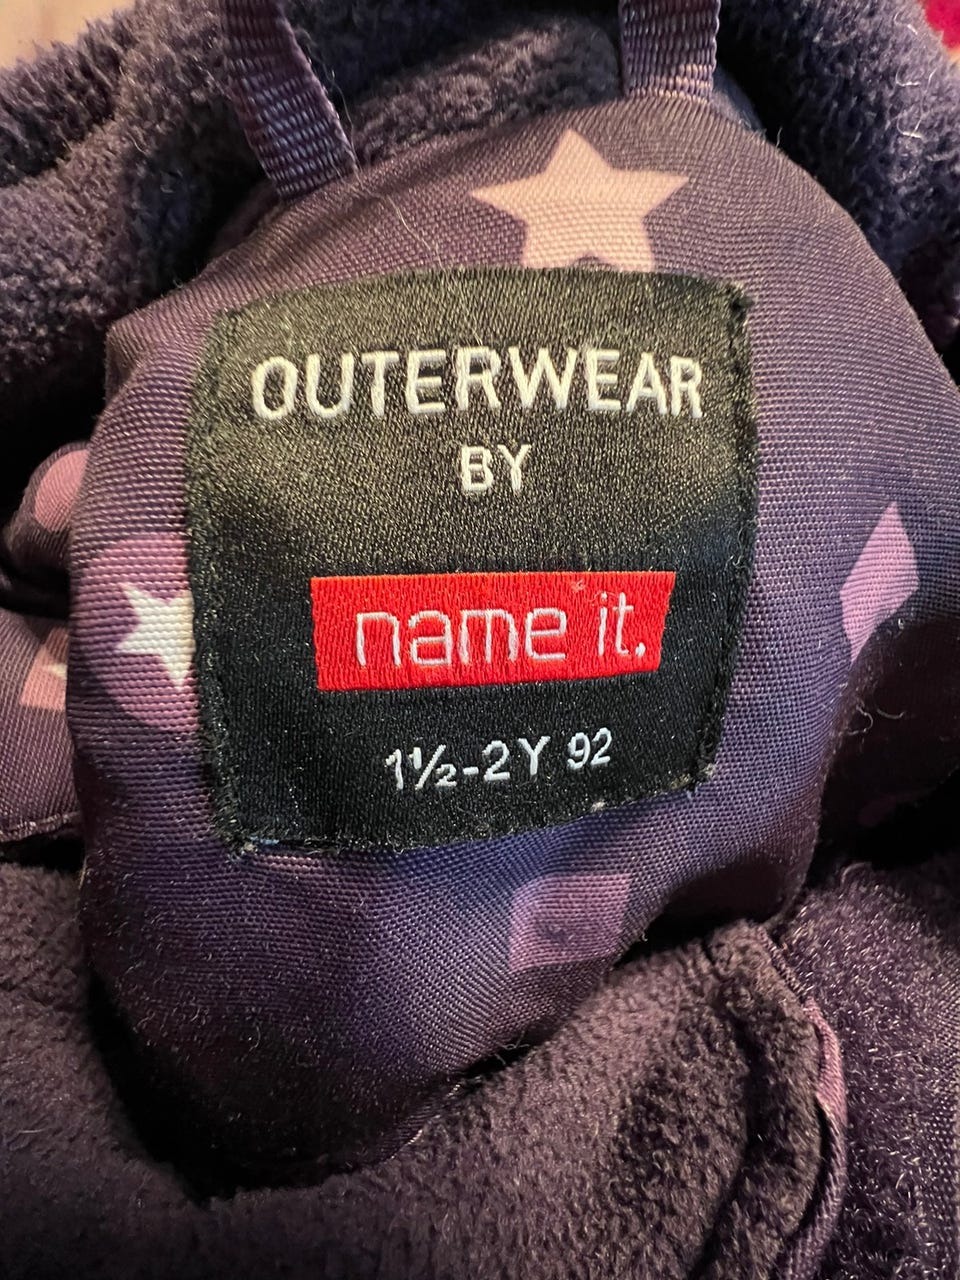 OUTERWEAR
BY
name it.
1½-2Y 92